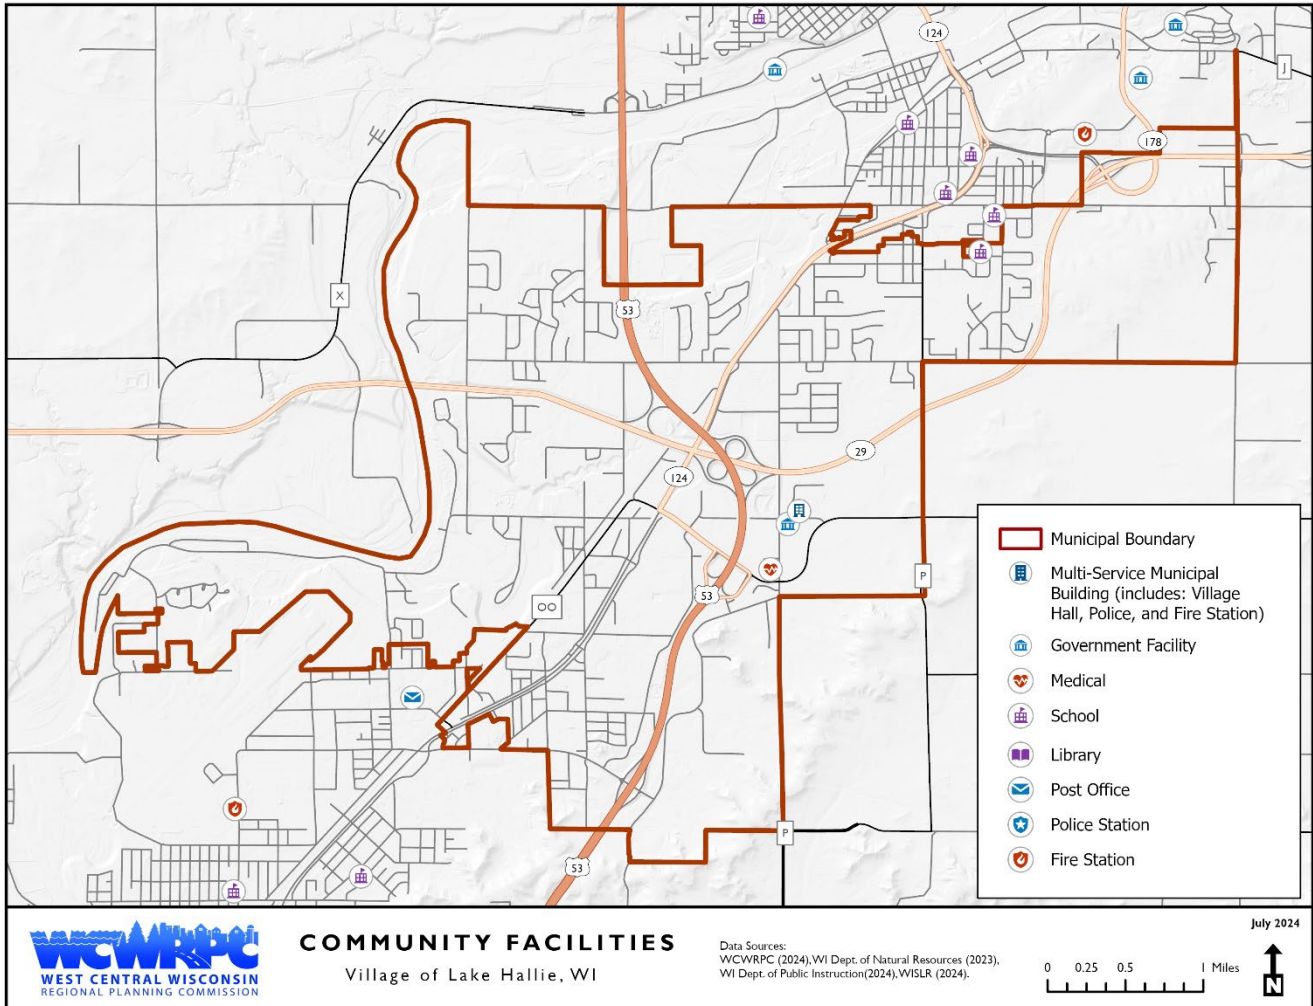 124
J
178
X
53
29
124
P
OO
53
P
53
Municipal Boundary
Multi-Service Municipal
Building (includes: Village
Hall, Police, and Fire Station)
Government Facility
Medical
School
Library
Post Office
Police Station
Fire Station
WCWRPC
WEST CENTRAL WISCONSIN
REGIONAL PLANNING COMMISSION
COMMUNITY FACILITIES
Village of Lake Hallie, WI
Data Sources:
WCWRPC (2024), WI Dept. of Natural Resources (2023),
WI Dept. of Public Instruction(2024), WISLR (2024).
July 2024
0 0.25 0.5 1 Miles
N